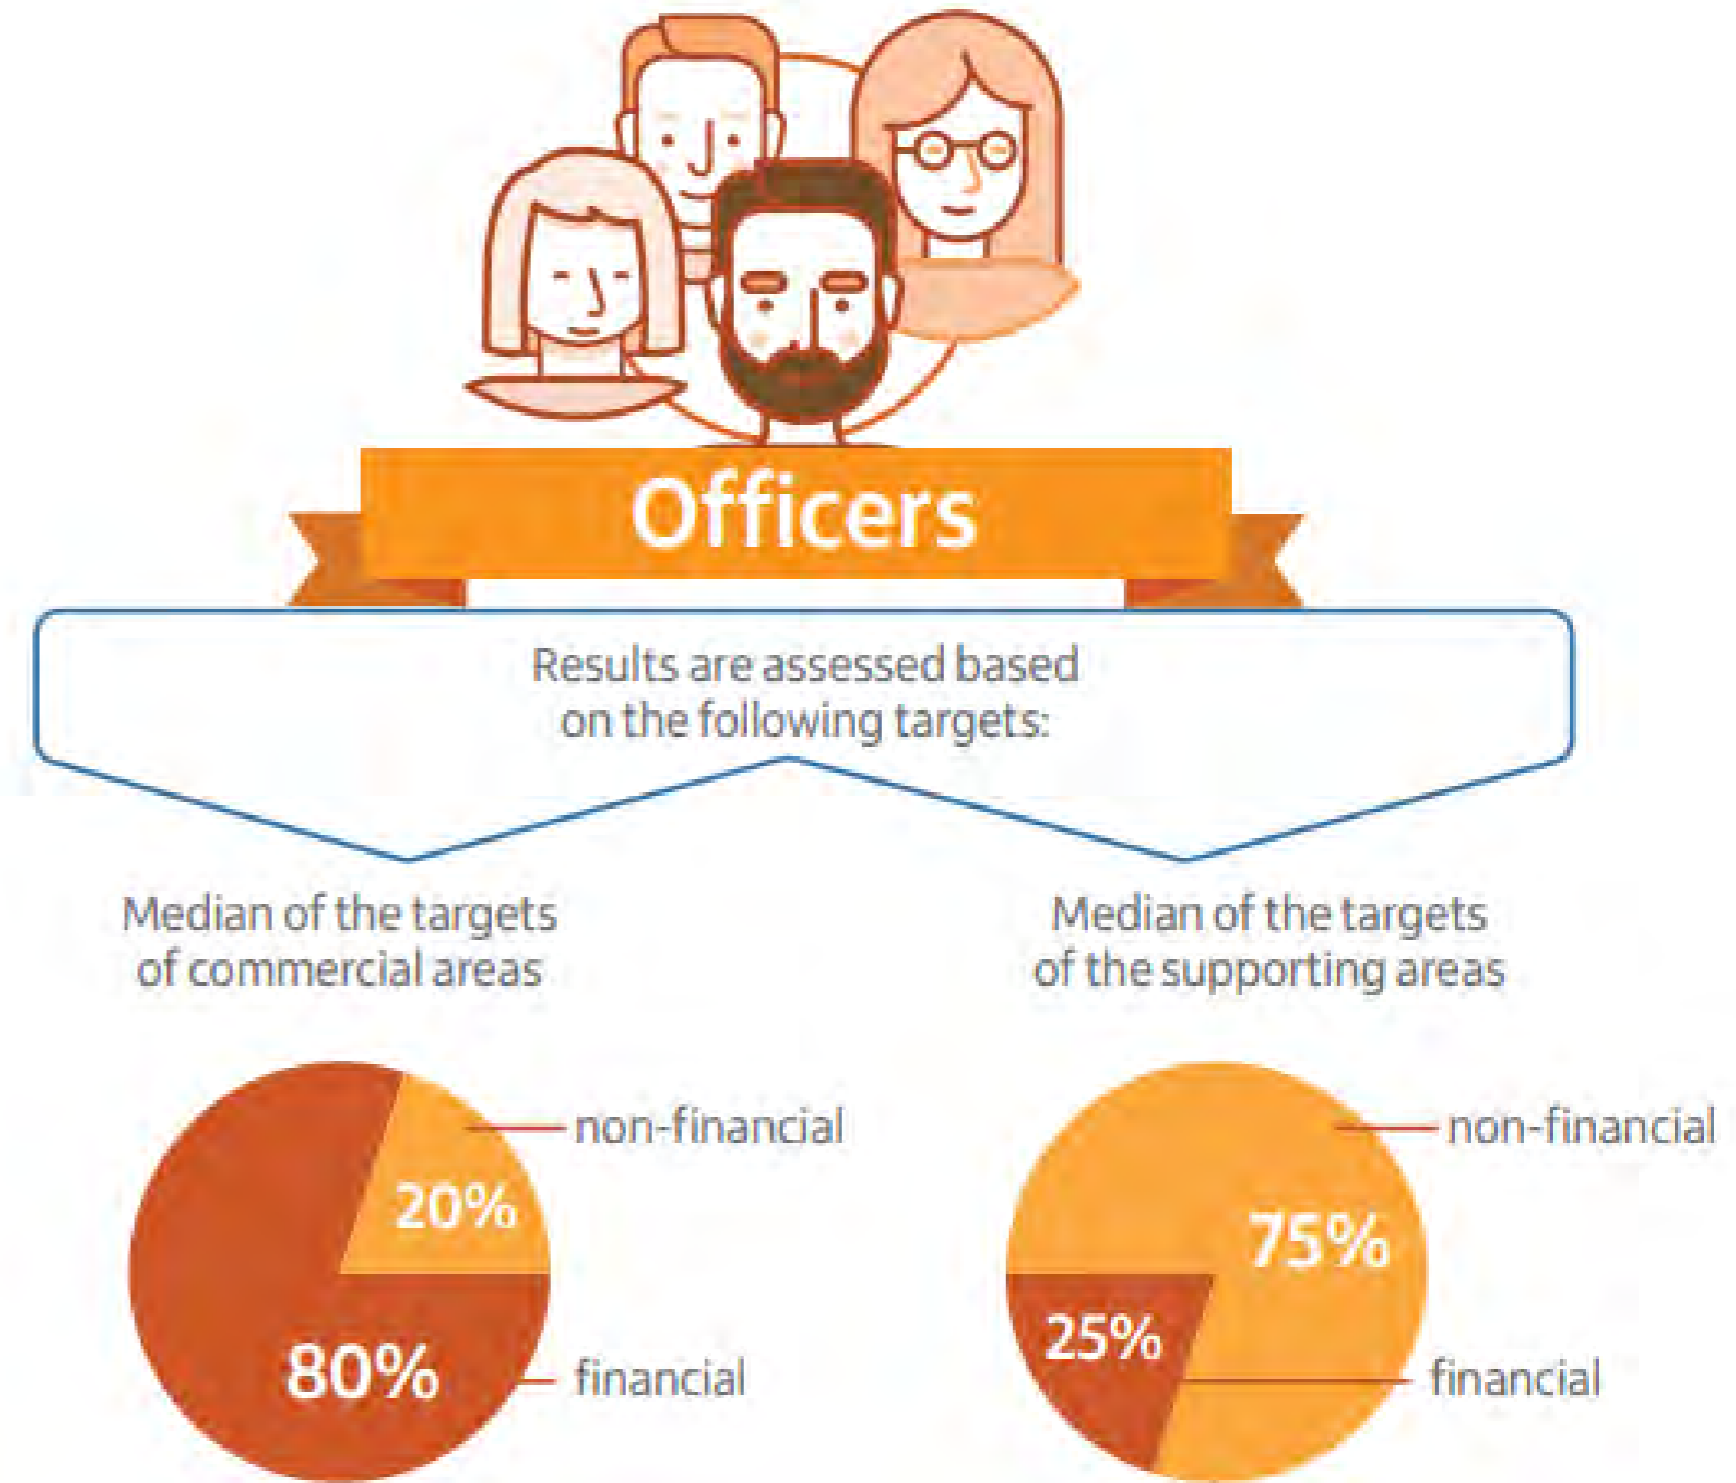 Officers
Results are assessed based
on the following targets:
Median of the targets
of commercial areas
non-financial
20%
80%
financial
Median of the targets
of the supporting areas
non-financial
75%
25%
financial